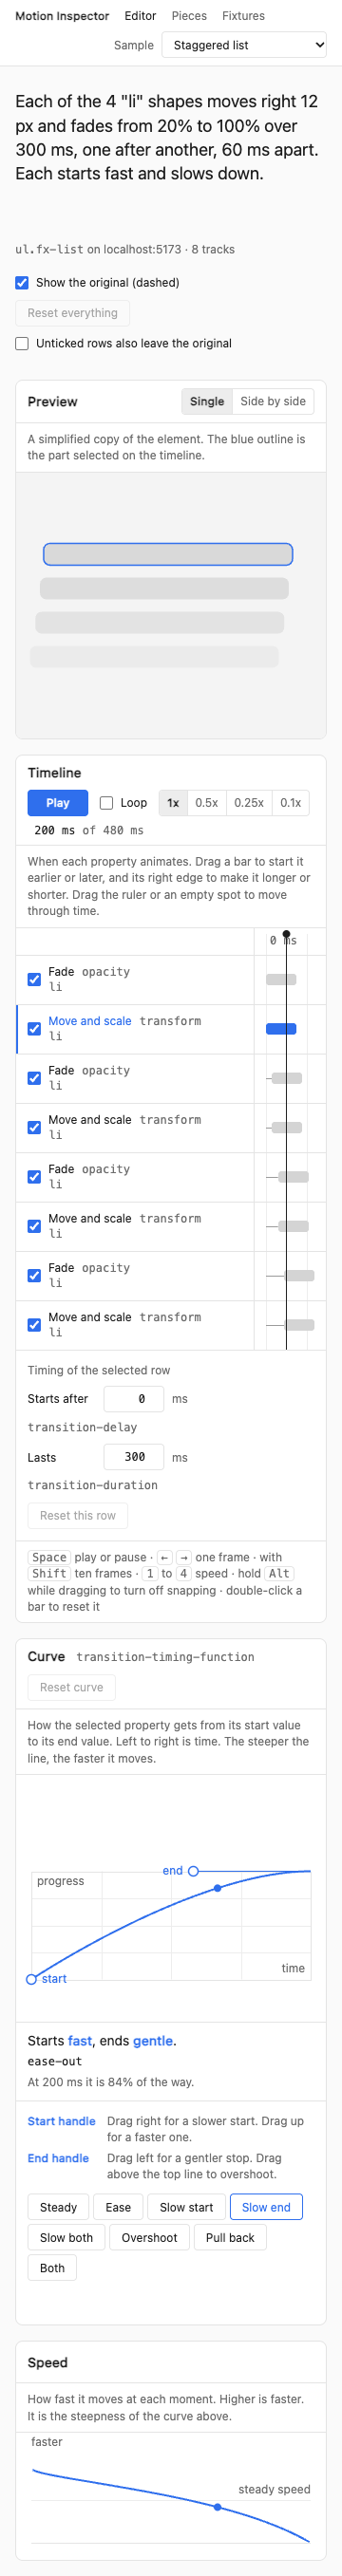 Motion Inspector Editor Pieces Fixtures
Sample Staggered list
Each of the 4 "li" shapes moves right 12
px and fades from 20% to 100% over
300 ms, one after another, 60 ms apart.
Each starts fast and slows down.
ul.fx-list on localhost:5173 · 8 tracks
Show the original (dashed)
Reset everything
Unticked rows also leave the original
Preview Single Side by side
A simplified copy of the element. The blue outline is
the part selected on the timeline.
Timeline
Play Loop 1x 0.5x 0.25x 0.1x
200 ms of 480 ms
When each property animates. Drag a bar to start it
earlier or later, and its right edge to make it longer or
shorter. Drag the ruler or an empty spot to move
through time.
0 ms
Fade opacity
li
Move and scale transform
li
Fade opacity
li
Move and scale transform
li
Fade opacity
li
Move and scale transform
li
Fade opacity
li
Move and scale transform
li
Timing of the selected row
Starts after 0 ms
transition-delay
Lasts 300 ms
transition-duration
Reset this row
Space play or pause · ← → one frame · with
Shift ten frames · 1 to 4 speed · hold Alt
while dragging to turn off snapping · double-click a
bar to reset it
Curve transition-timing-function
Reset curve
How the selected property gets from its start value
to its end value. Left to right is time. The steeper the
line, the faster it moves.
end
progress
time
start
Starts fast, ends gentle.
ease-out
At 200 ms it is 84% of the way.
Start handle Drag right for a slower start. Drag up
for a faster one.
End handle Drag left for a gentler stop. Drag
above the top line to overshoot.
Steady Ease Slow start Slow end
Slow both Overshoot Pull back
Both
Speed
How fast it moves at each moment. Higher is faster.
It is the steepness of the curve above.
faster
steady speed